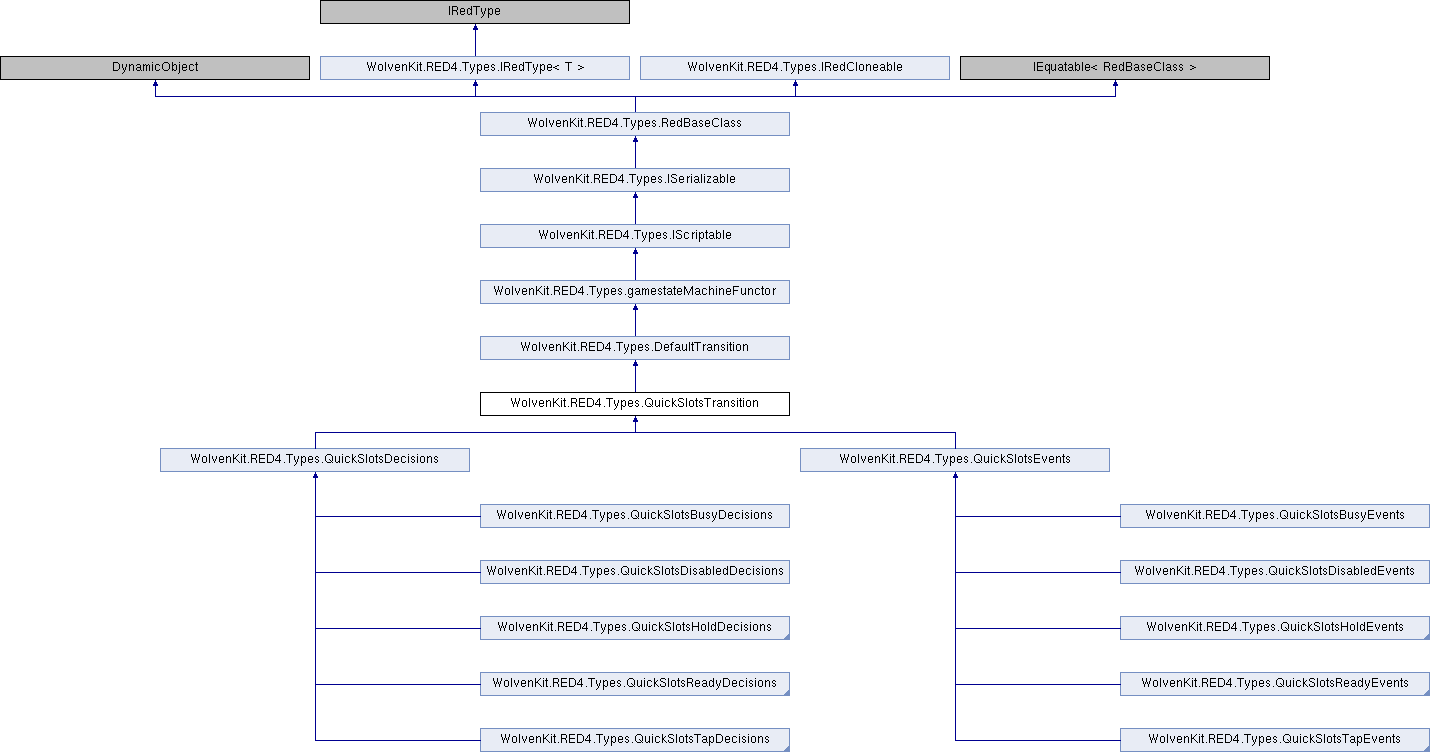 IRedType
DynamicObject
WolvenKit.RED4.Types.IRedType< T >
WolvenKit.RED4.Types.IRedCloneable
IEquatable< RedBaseClass >
WolvenKit.RED4.Types.RedBaseClass
WolvenKit.RED4.Types.ISerializable
WolvenKit.RED4.Types.IScriptable
WolvenKit.RED4.Types.gamestateMachineFunctor
WolvenKit.RED4.Types.DefaultTransition
WolvenKit.RED4.Types.QuickSlotsTransition
WolvenKit.RED4.Types.QuickSlotsDecisions
WolvenKit.RED4.Types.QuickSlotsEvents
WolvenKit.RED4.Types.QuickSlotsBusyDecisions
WolvenKit.RED4.Types.QuickSlotsBusyEvents
WolvenKit.RED4.Types.QuickSlotsDisabledDecisions
WolvenKit.RED4.Types.QuickSlotsDisabledEvents
WolvenKit.RED4.Types.QuickSlotsHoldDecisions
WolvenKit.RED4.Types.QuickSlotsHoldEvents
WolvenKit.RED4.Types.QuickSlotsReadyDecisions
WolvenKit.RED4.Types.QuickSlotsReadyEvents
WolvenKit.RED4.Types.QuickSlotsTapDecisions
WolvenKit.RED4.Types.QuickSlotsTapEvents